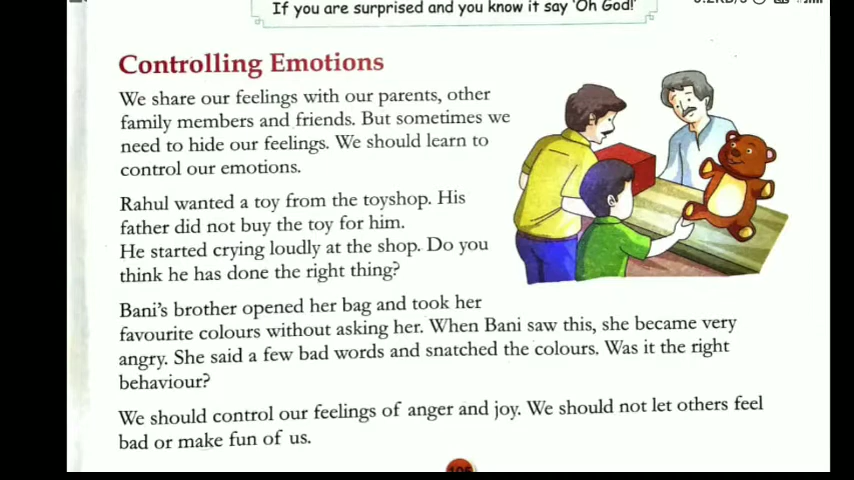 If you are surprised and you know it say 'Oh God!'
Controlling Emotions
We share our feelings with our parents, other
family members and friends. But sometimes we
need to hide our feelings. We should learn to
control our emotions.
Rahul wanted a toy from the toyshop. His
father did not buy the toy for him.
He started crying loudly at the shop. Do you
think he has done the right thing?
Bani's brother opened her bag and took her
favourite colours without asking her. When Bani saw this, she became very
angry. She said a few bad words and snatched the colours. Was it the right
behaviour?
We should control our feelings of anger and joy. We should not let others feel
bad or make fun of us.